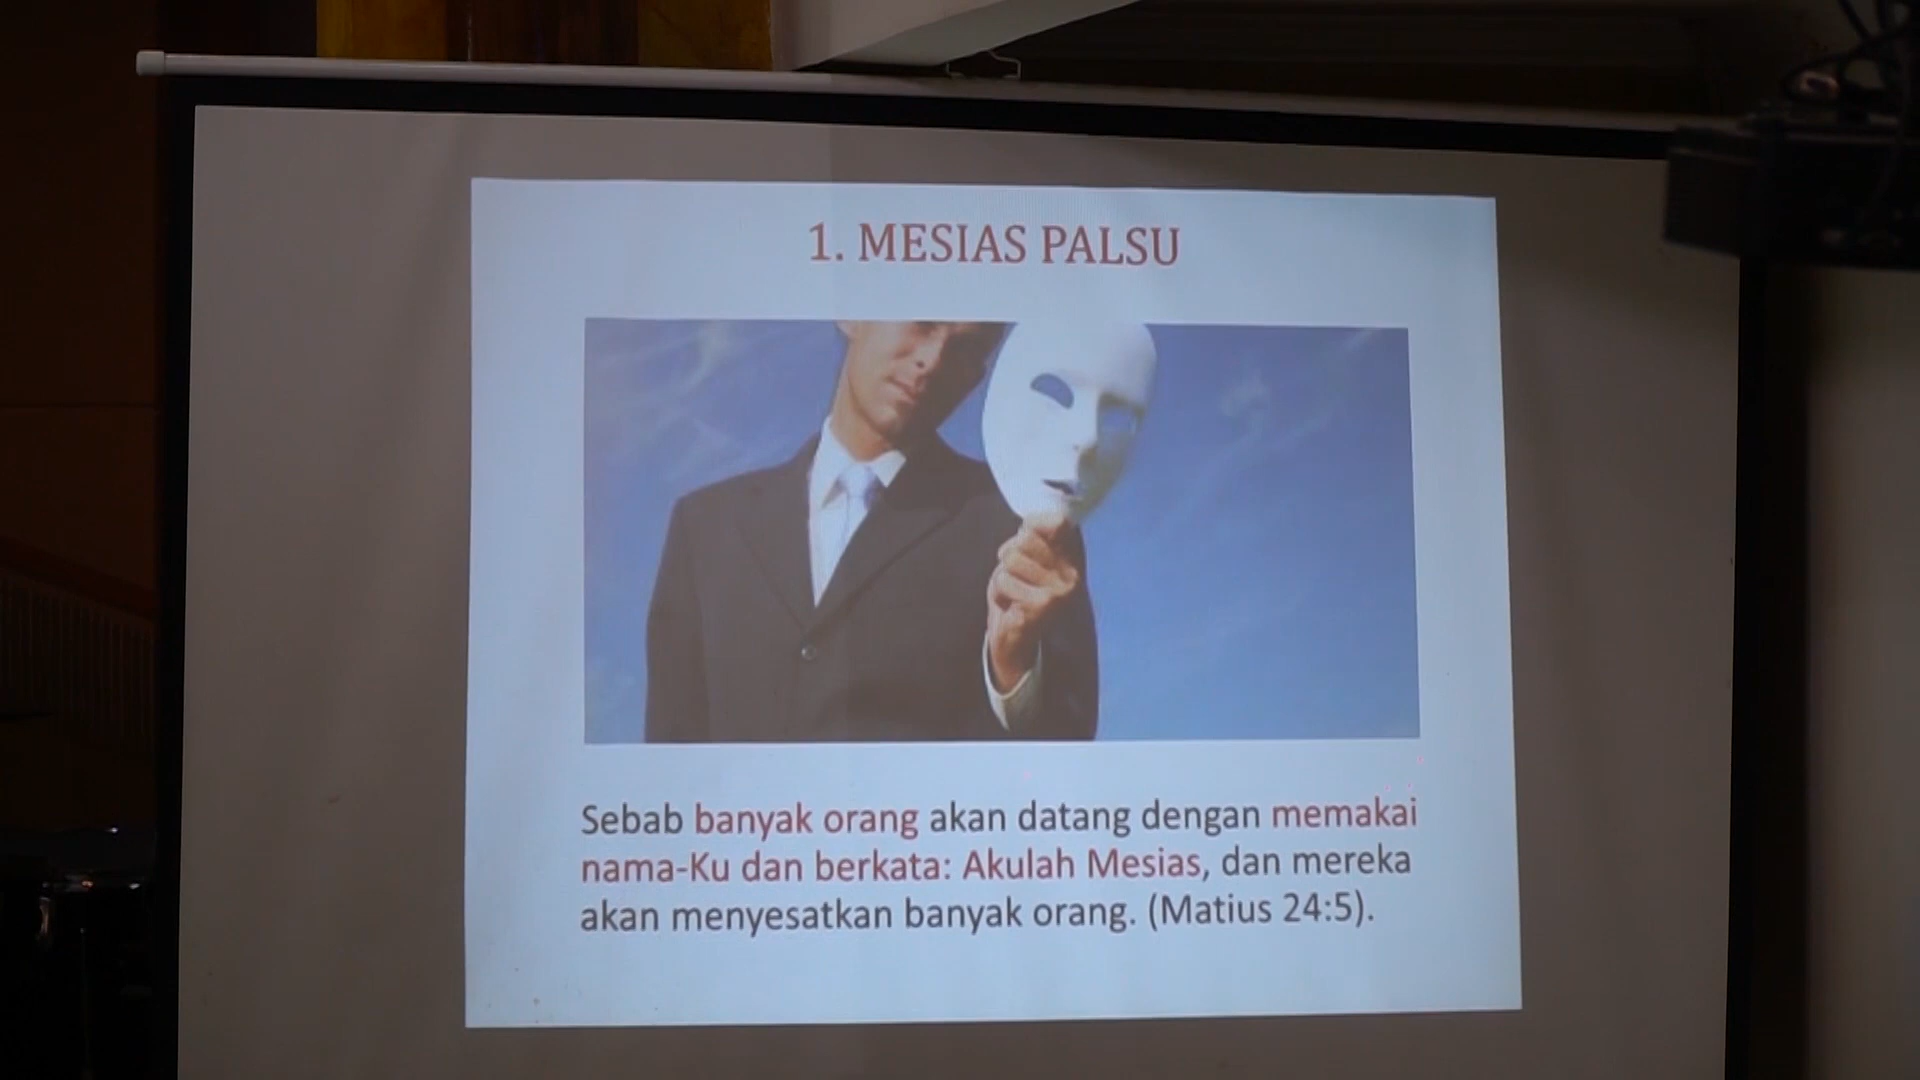 1. MESIAS PALSU
Sebab banyak orang akan datang dengan memakai
nama-Ku dan berkata: Akulah Mesias, dan mereka
akan menyesatkan banyak orang. (Matius 24:5).